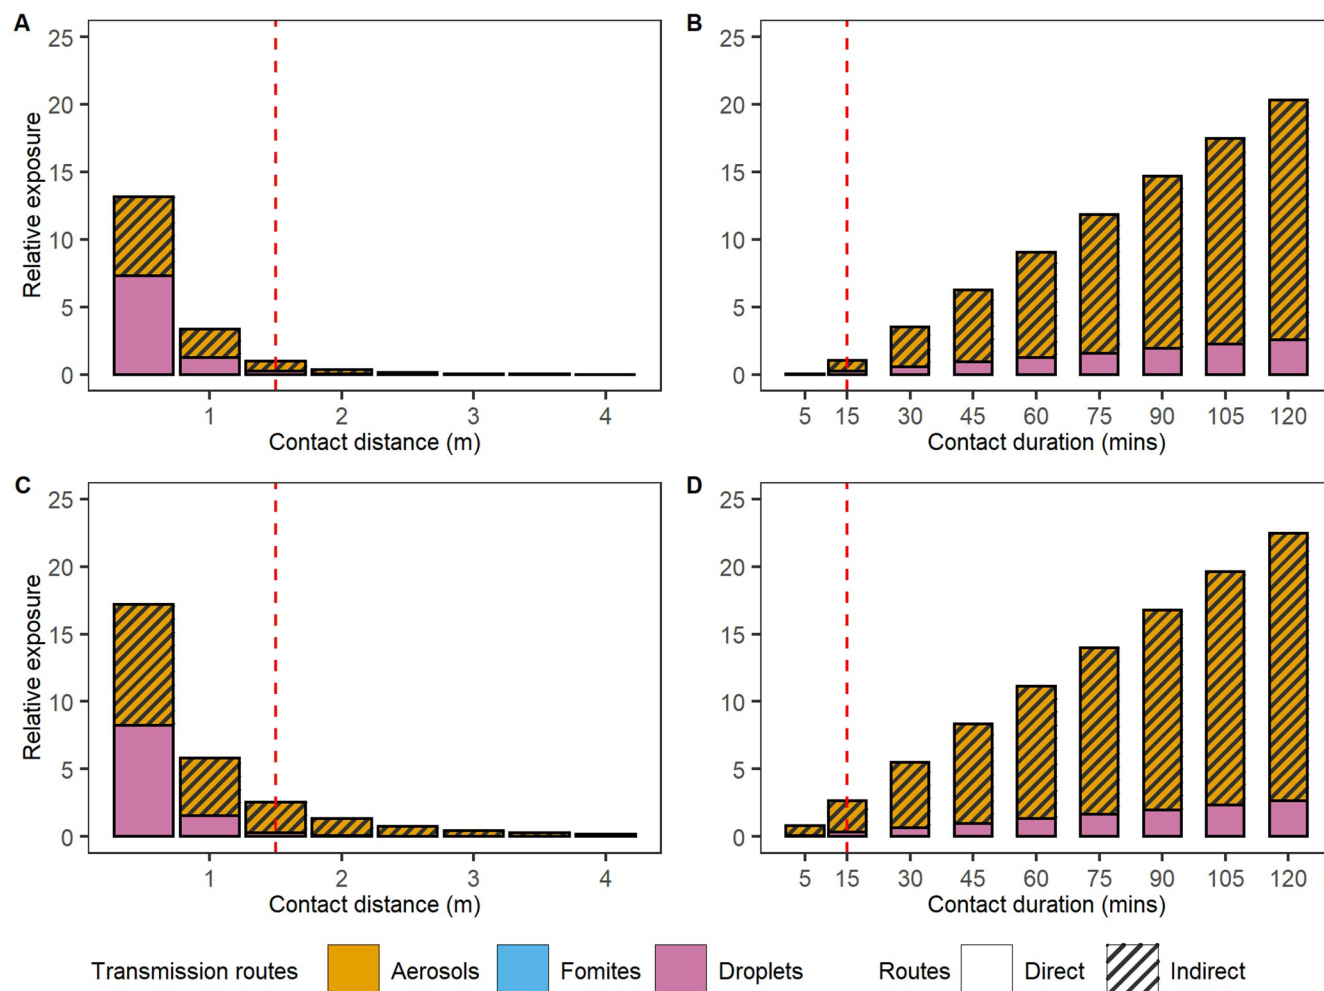 A
B
25
20
15
10
5
0
Relative exposure
1 2 3 4
Contact distance (m)
25
20
15
10
5
0
5 15 30 45 60 75 90 105 120
Contact duration (mins)
C
D
25
20
15
10
5
0
Relative exposure
1 2 3 4
Contact distance (m)
25
20
15
10
5
0
5 15 30 45 60 75 90 105 120
Contact duration (mins)
Transmission routes Aerosols Fomites Droplets Routes Direct Indirect